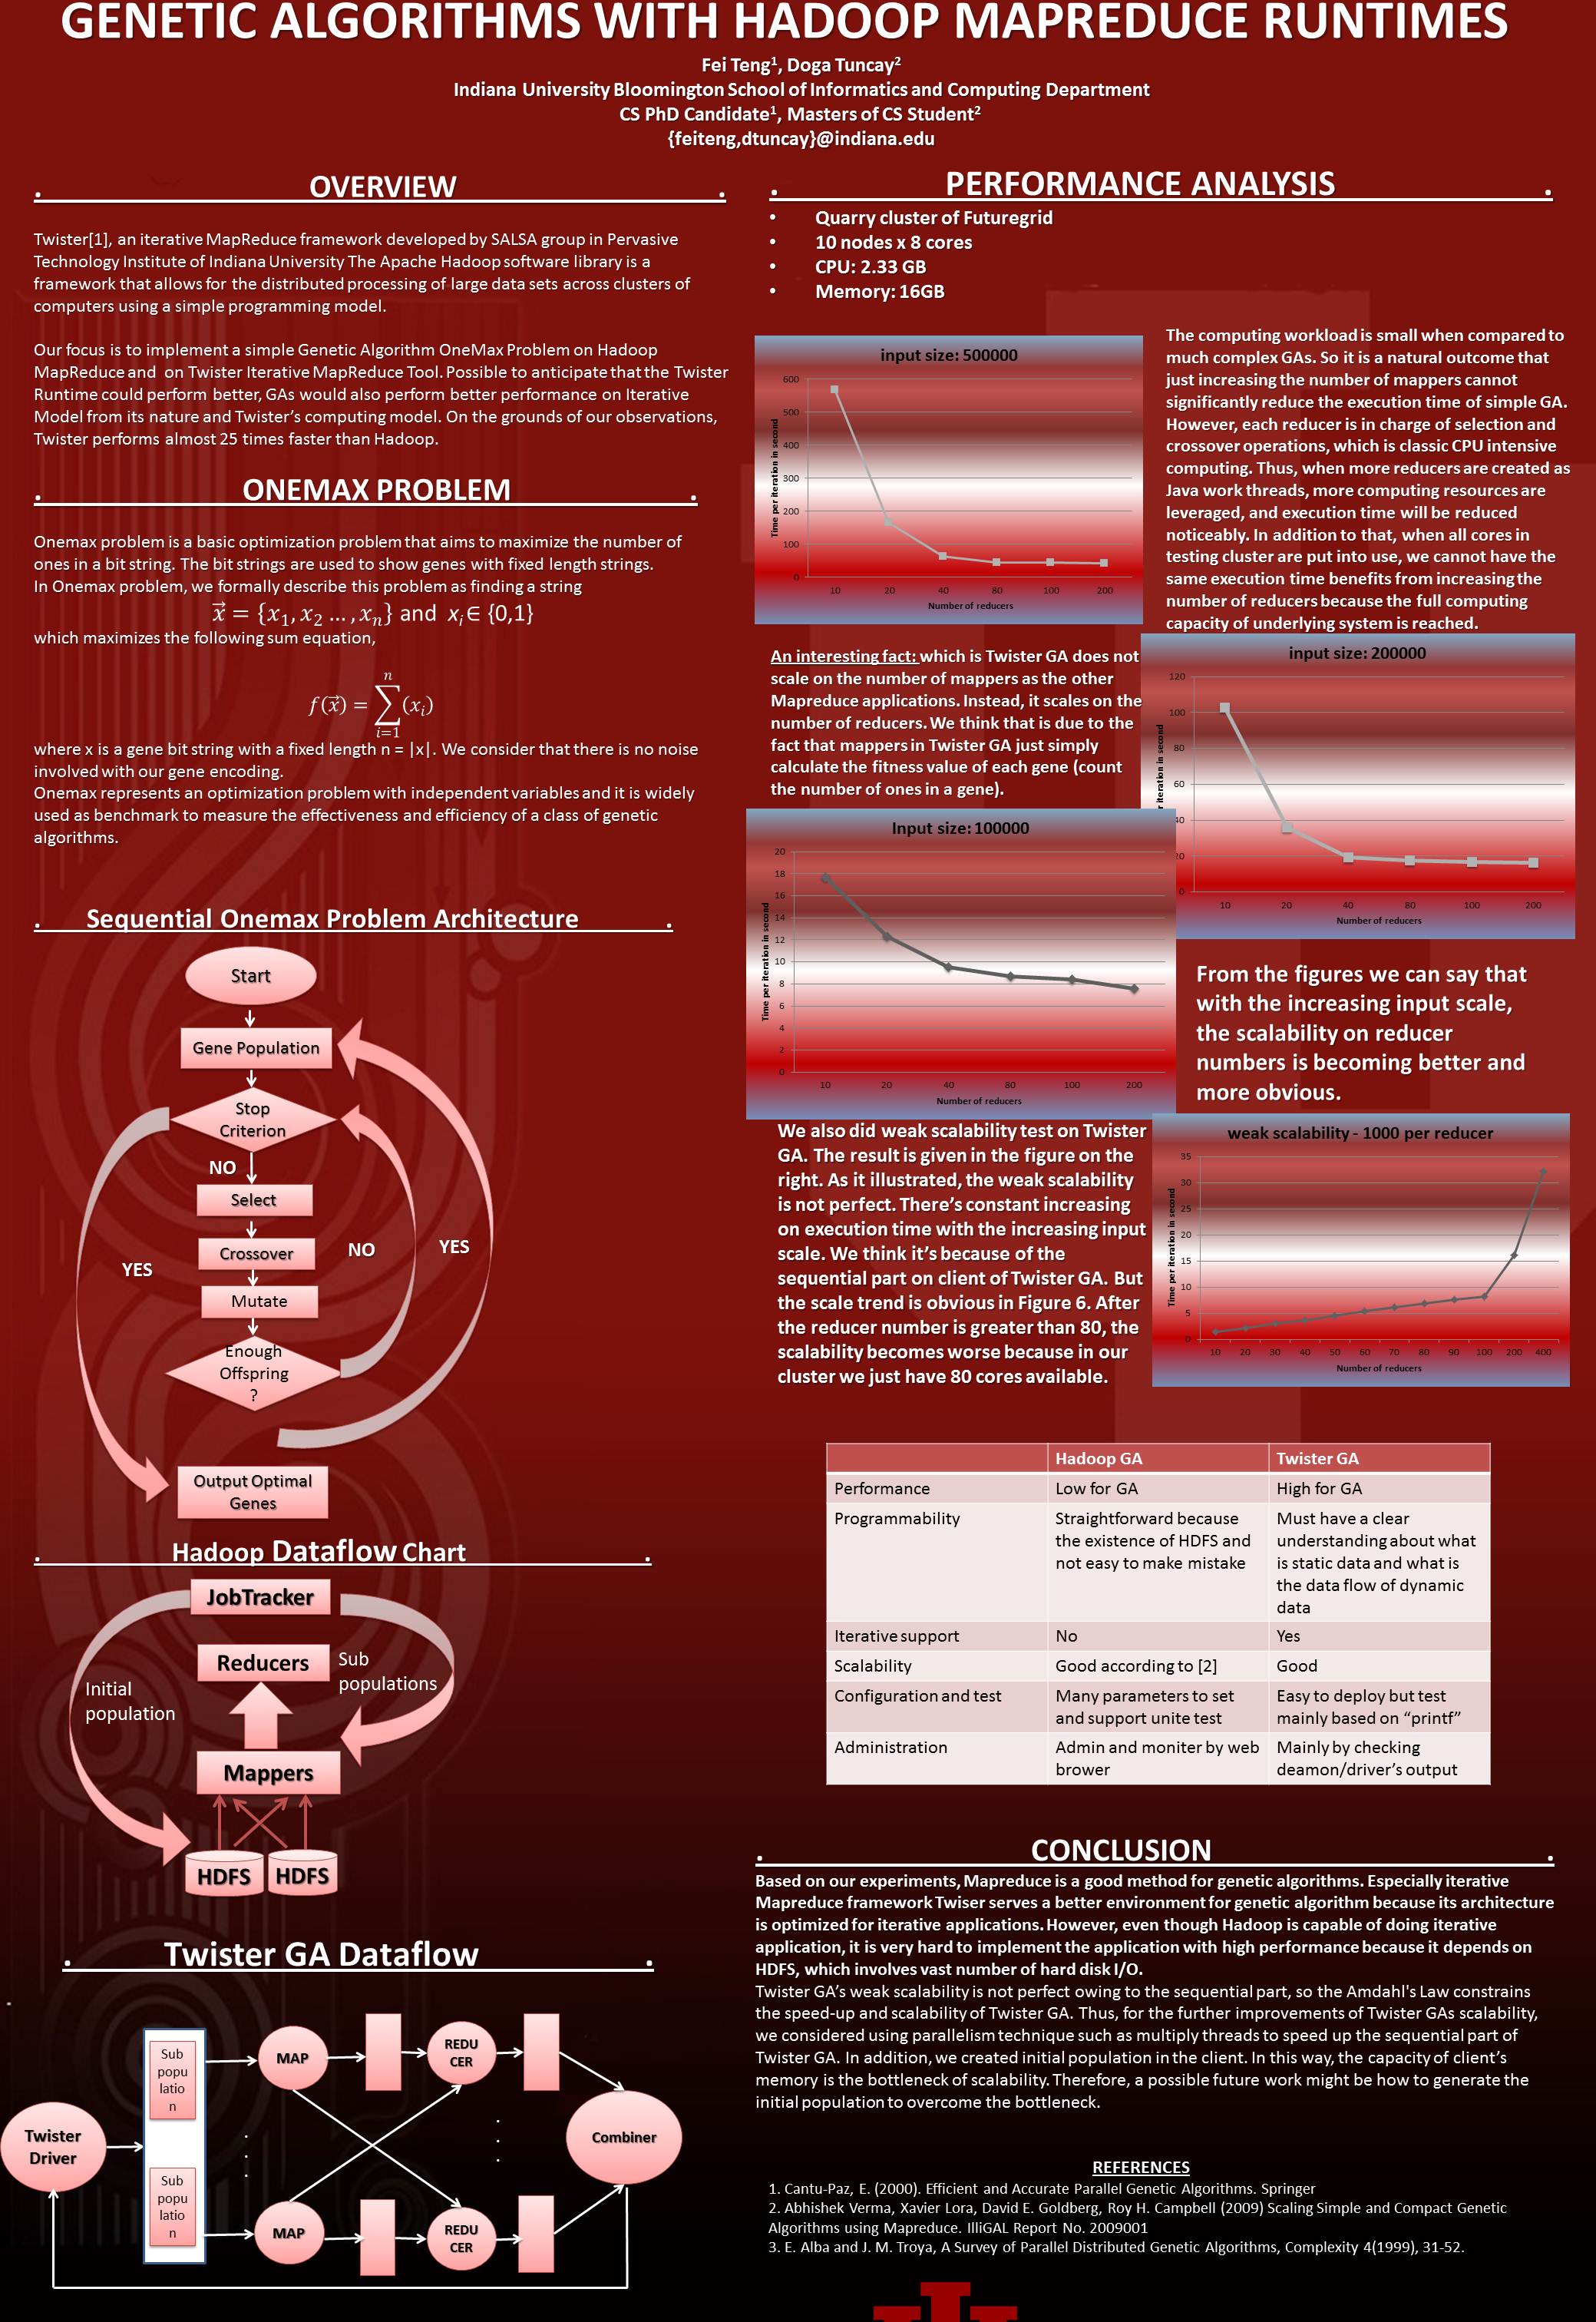 GENETIC ALGORITHMS WITH HADOOP MAPREDUCE RUNTIMES
Fei Teng1, Doga Tuncay2
Indiana University Bloomington School of Informatics and Computing Department
CS PhD Candidate1, Masters of CS Student2
{feiteng,dtuncay}@indiana.edu
. OVERVIEW .
Twister[1], an iterative MapReduce framework developed by SALSA group in Pervasive
Technology Institute of Indiana University The Apache Hadoop software library is a
framework that allows for the distributed processing of large data sets across clusters of
computers using a simple programming model.
Our focus is to implement a simple Genetic Algorithm OneMax Problem on Hadoop
MapReduce and on Twister Iterative MapReduce Tool. Possible to anticipate that the Twister
Runtime could perform better, GAs would also perform better performance on Iterative
Model from its nature and Twister's computing model. On the grounds of our observations,
Twister performs almost 25 times faster than Hadoop.
. ONEMAX PROBLEM .
Onemax problem is a basic optimization problem that aims to maximize the number of
ones in a bit string. The bit strings are used to show genes with fixed length strings.
In Onemax problem, we formally describe this problem as finding a string
x⃗ = {x₁, x₂ ... , xₙ} and xᵢ∈ {0,1}
which maximizes the following sum equation,
n
f(x⃗) = ∑(xᵢ)
i=1
where x is a gene bit string with a fixed length n = |x|. We consider that there is no noise
involved with our gene encoding.
Onemax represents an optimization problem with independent variables and it is widely
used as benchmark to measure the effectiveness and efficiency of a class of genetic
algorithms.
. Sequential Onemax Problem Architecture .
Start
Gene Population
Stop
Criterion
NO
Select
Crossover
NO
YES
YES
Mutate
Enough
Offspring
?
Output Optimal
Genes
. Hadoop Dataflow Chart .
JobTracker
Reducers
Sub
populations
Initial
population
Mappers
HDFS HDFS
. Twister GA Dataflow .
Sub
popu
latio
n
MAP
REDU
CER
Twister
Driver
Combiner
Sub
popu
latio
n
MAP
REDU
CER
. PERFORMANCE ANALYSIS .
• Quarry cluster of Futuregrid
• 10 nodes x 8 cores
• CPU: 2.33 GB
• Memory: 16GB
input size: 500000
600
500
400
300
200
100
0
Time per iteration in second
10 20 40 80 100 200
Number of reducers
The computing workload is small when compared to
much complex GAs. So it is a natural outcome that
just increasing the number of mappers cannot
significantly reduce the execution time of simple GA.
However, each reducer is in charge of selection and
crossover operations, which is classic CPU intensive
computing. Thus, when more reducers are created as
Java work threads, more computing resources are
leveraged, and execution time will be reduced
noticeably. In addition to that, when all cores in
testing cluster are put into use, we cannot have the
same execution time benefits from increasing the
number of reducers because the full computing
capacity of underlying system is reached.
An interesting fact: which is Twister GA does not
scale on the number of mappers as the other
Mapreduce applications. Instead, it scales on the
number of reducers. We think that is due to the
fact that mappers in Twister GA just simply
calculate the fitness value of each gene (count
the number of ones in a gene).
input size: 200000
120
100
80
60
40
20
0
r iteration in second
10 20 40 80 100 200
Number of reducers
Input size: 100000
20
18
16
14
12
10
8
6
4
2
0
Time per iteration in second
10 20 40 80 100 200
Number of reducers
From the figures we can say that
with the increasing input scale,
the scalability on reducer
numbers is becoming better and
more obvious.
We also did weak scalability test on Twister
GA. The result is given in the figure on the
right. As it illustrated, the weak scalability
is not perfect. There's constant increasing
on execution time with the increasing input
scale. We think it's because of the
sequential part on client of Twister GA. But
the scale trend is obvious in Figure 6. After
the reducer number is greater than 80, the
scalability becomes worse because in our
cluster we just have 80 cores available.
weak scalability - 1000 per reducer
35
30
25
20
15
10
5
0
Time per iteration in second
10 20 30 40 50 60 70 80 90 100 200 400
Number of reducers
Hadoop GA Twister GA
Performance Low for GA High for GA
Programmability Straightforward because Must have a clear
the existence of HDFS and understanding about what
not easy to make mistake is static data and what is
the data flow of dynamic
data
Iterative support No Yes
Scalability Good according to [2] Good
Configuration and test Many parameters to set Easy to deploy but test
and support unite test mainly based on "printf"
Administration Admin and moniter by web Mainly by checking
brower deamon/driver's output
. CONCLUSION .
Based on our experiments, Mapreduce is a good method for genetic algorithms. Especially iterative
Mapreduce framework Twiser serves a better environment for genetic algorithm because its architecture
is optimized for iterative applications. However, even though Hadoop is capable of doing iterative
application, it is very hard to implement the application with high performance because it depends on
HDFS, which involves vast number of hard disk I/O.
Twister GA's weak scalability is not perfect owing to the sequential part, so the Amdahl's Law constrains
the speed-up and scalability of Twister GA. Thus, for the further improvements of Twister GAs scalability,
we considered using parallelism technique such as multiply threads to speed up the sequential part of
Twister GA. In addition, we created initial population in the client. In this way, the capacity of client's
memory is the bottleneck of scalability. Therefore, a possible future work might be how to generate the
initial population to overcome the bottleneck.
REFERENCES
1. Cantu-Paz, E. (2000). Efficient and Accurate Parallel Genetic Algorithms. Springer
2. Abhishek Verma, Xavier Lora, David E. Goldberg, Roy H. Campbell (2009) Scaling Simple and Compact Genetic
Algorithms using Mapreduce. IlliGAL Report No. 2009001
3. E. Alba and J. M. Troya, A Survey of Parallel Distributed Genetic Algorithms, Complexity 4(1999), 31-52.